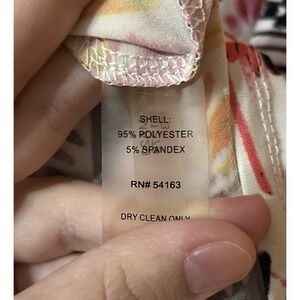 SHELL:
95% POLYESTER
5% SPANDEX
RN# 54163
DRY CLEAN ONLY